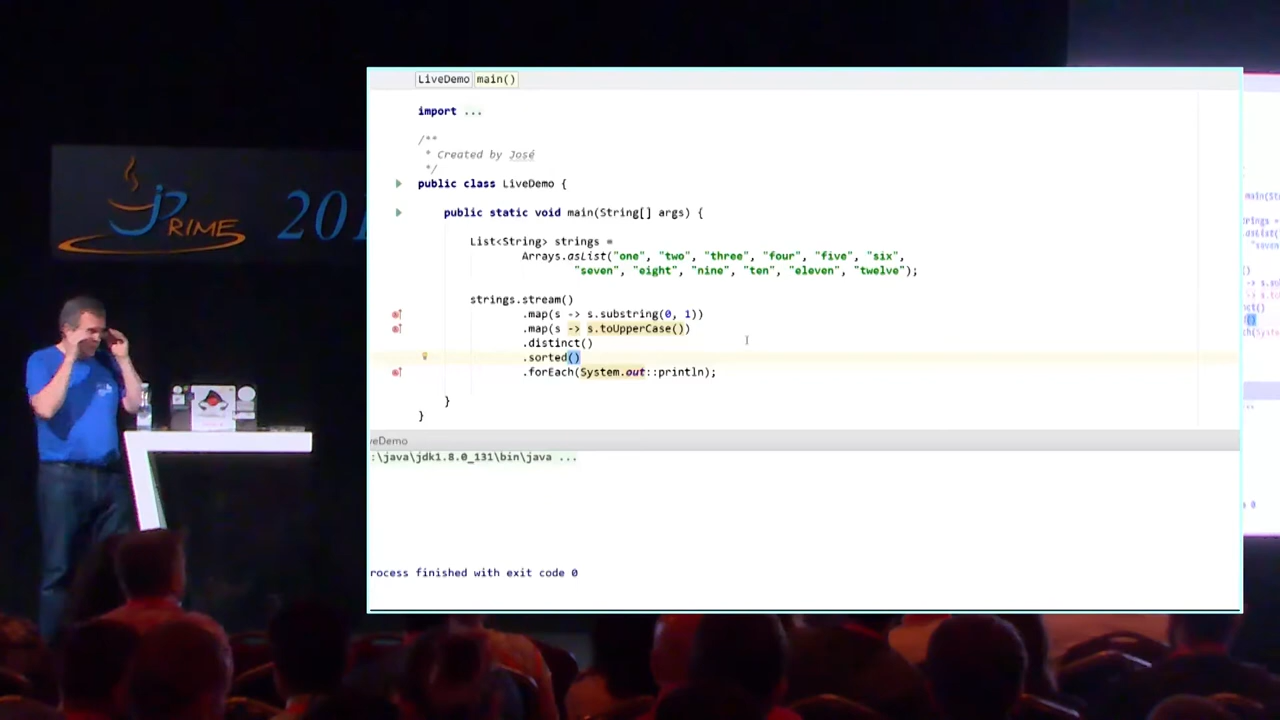 LiveDemo main()
import ...
/**
* Created by José
*/
public class LiveDemo {
public static void main(String[] args) {
List<String> strings =
Arrays.asList("one", "two", "three", "four", "five", "six",
"seven", "eight", "nine", "ten", "eleven", "twelve");
strings.stream()
.map(s -> s.substring(0, 1))
.map(s -> s.toUpperCase())
.distinct()
.sorted()
.forEach(System.out::println);
}
}
veDemo
:\java\jdk1.8.0_131\bin\java ...
rocess finished with exit code 0
jPRIME 201